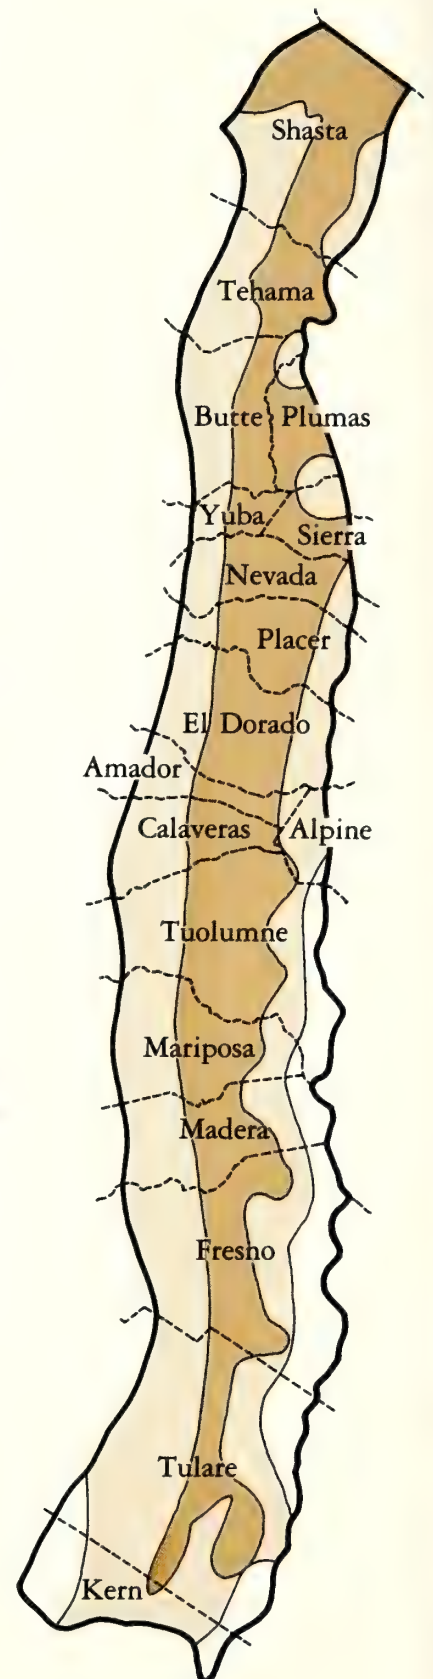 Shasta
Tehama
Butte Plumas
Yuba
Sierra
Nevada
Placer
El Dorado
Amador
Calaveras Alpine
Tuolumne
Mariposa
Madera
Fresno
Tulare
Kern